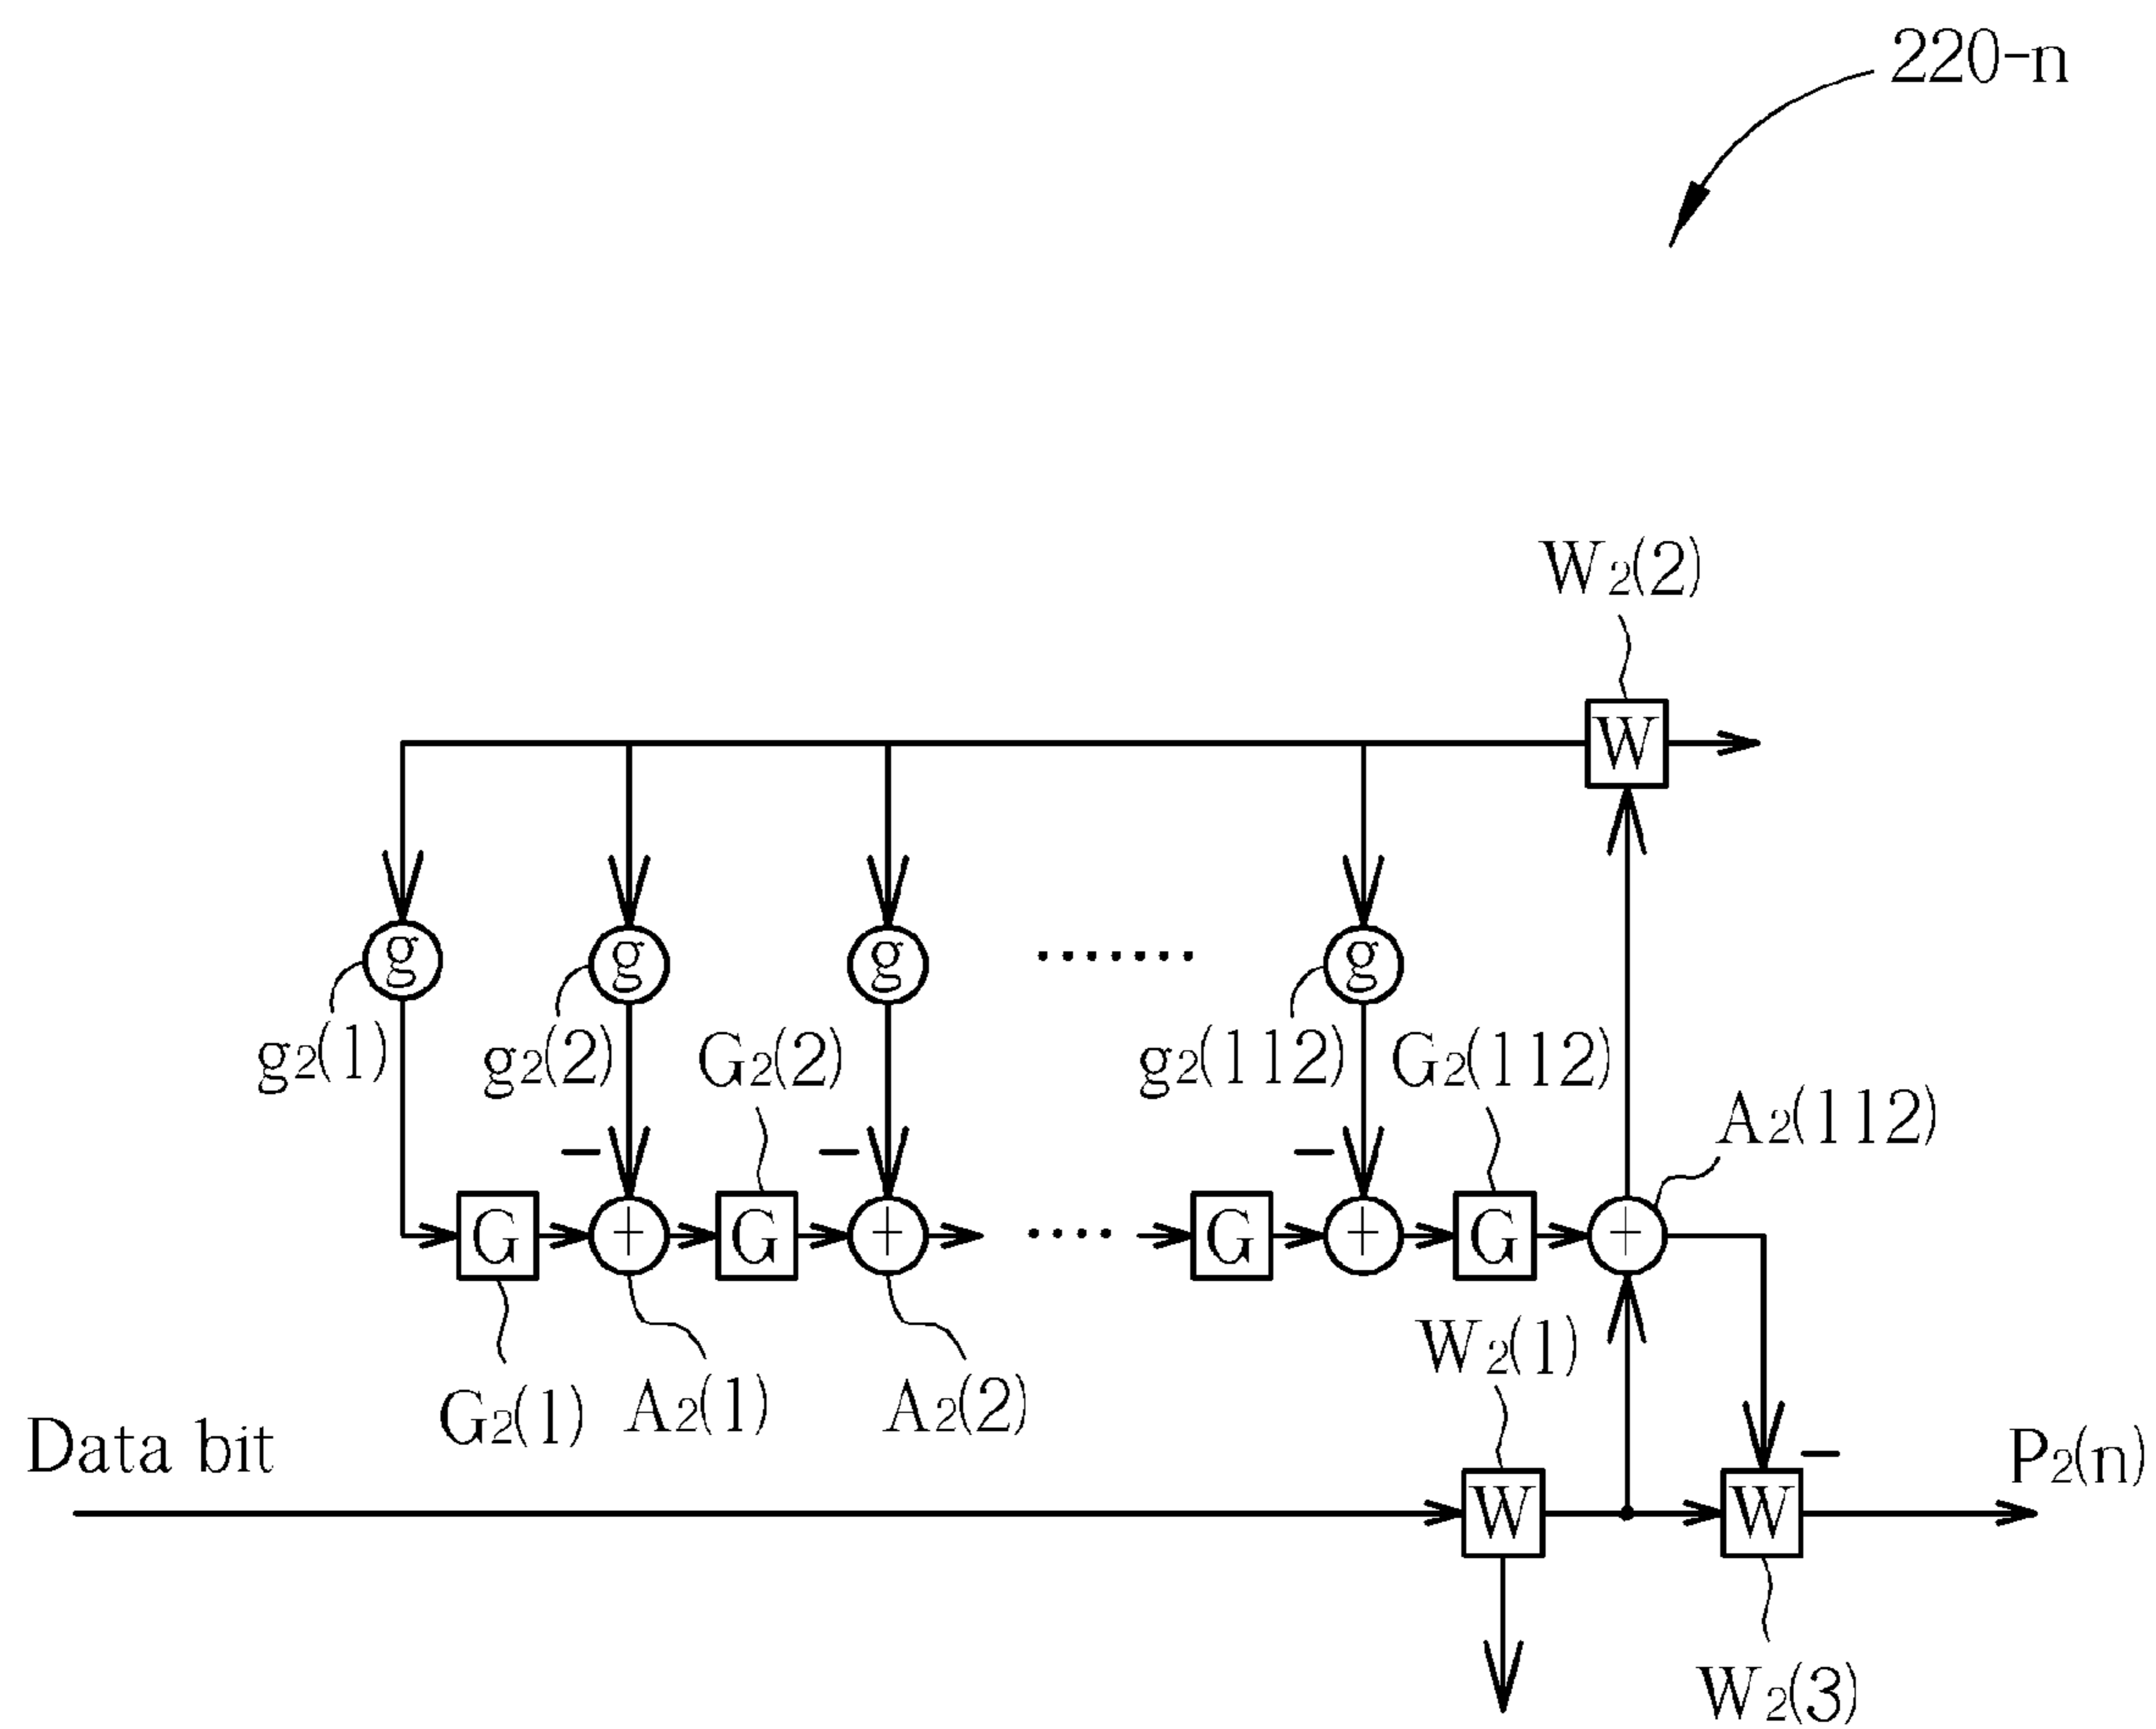 220-n
W2(2)
W
g g g ....... g
g2(1) g2(2) G2(2) g2(112) G2(112)
A2(112)
− − −
G + G + .... G + G +
W2(1)
G2(1) A2(1) A2(2)
Data bit − P2(n)
W W
W2(3)